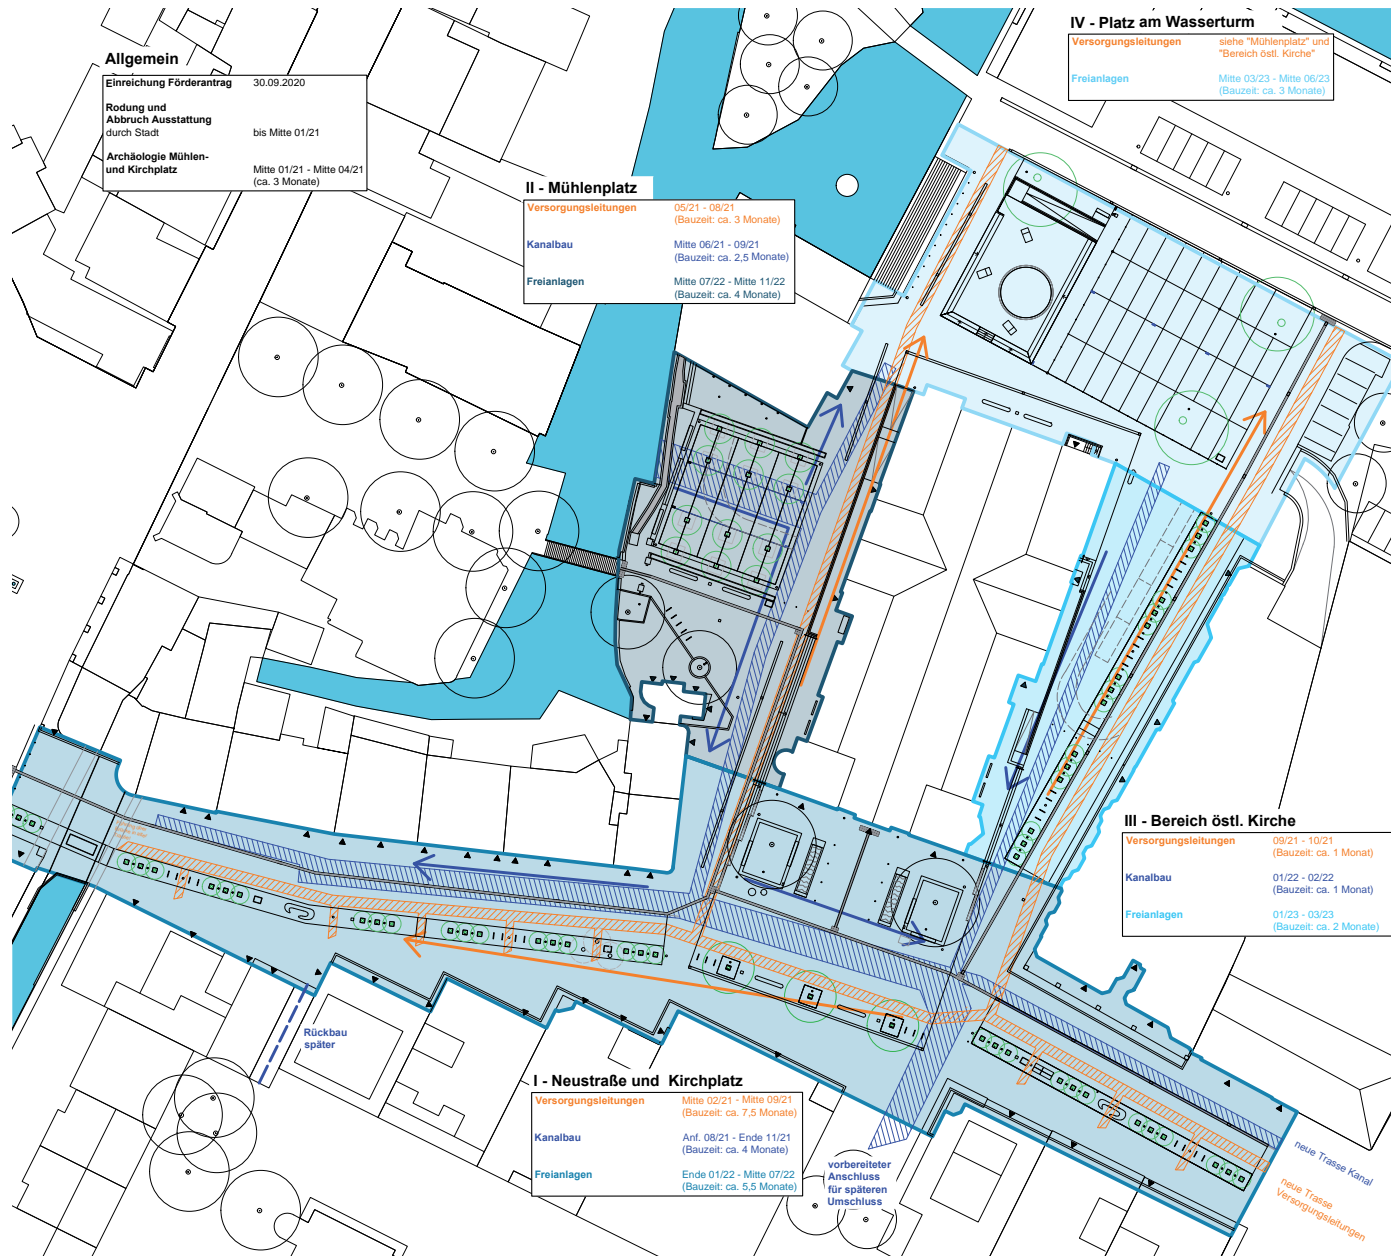 Allgemein
Einreichung Förderantrag 30.09.2020
Rodung und
Abbruch Ausstattung
durch Stadt bis Mitte 01/21
Archäologie Mühlen-
und Kirchplatz Mitte 01/21 - Mitte 04/21
(ca. 3 Monate)
IV - Platz am Wasserturm
Versorgungsleitungen siehe "Mühlenplatz" und
"Bereich östl. Kirche"
Freianlagen Mitte 03/23 - Mitte 06/23
(Bauzeit: ca. 3 Monate)
II - Mühlenplatz
Versorgungsleitungen 05/21 - 08/21
(Bauzeit: ca. 3 Monate)
Kanalbau Mitte 06/21 - 09/21
(Bauzeit: ca. 2,5 Monate)
Freianlagen Mitte 07/22 - Mitte 11/22
(Bauzeit: ca. 4 Monate)
III - Bereich östl. Kirche
Versorgungsleitungen 09/21 - 10/21
(Bauzeit: ca. 1 Monat)
Kanalbau 01/22 - 02/22
(Bauzeit: ca. 1 Monat)
Freianlagen 01/23 - 03/23
(Bauzeit: ca. 2 Monate)
Rückbau
später
I - Neustraße und Kirchplatz
Versorgungsleitungen Mitte 02/21 - Mitte 09/21
(Bauzeit: ca. 7,5 Monate)
Kanalbau Anf. 08/21 - Ende 11/21
(Bauzeit: ca. 4 Monate)
Freianlagen Ende 01/22 - Mitte 07/22
(Bauzeit: ca. 5,5 Monate)
vorbereiteter
Anschluss
für späteren
Umschluss
neue Trasse Kanal
neue Trasse
Versorgungsleitungen